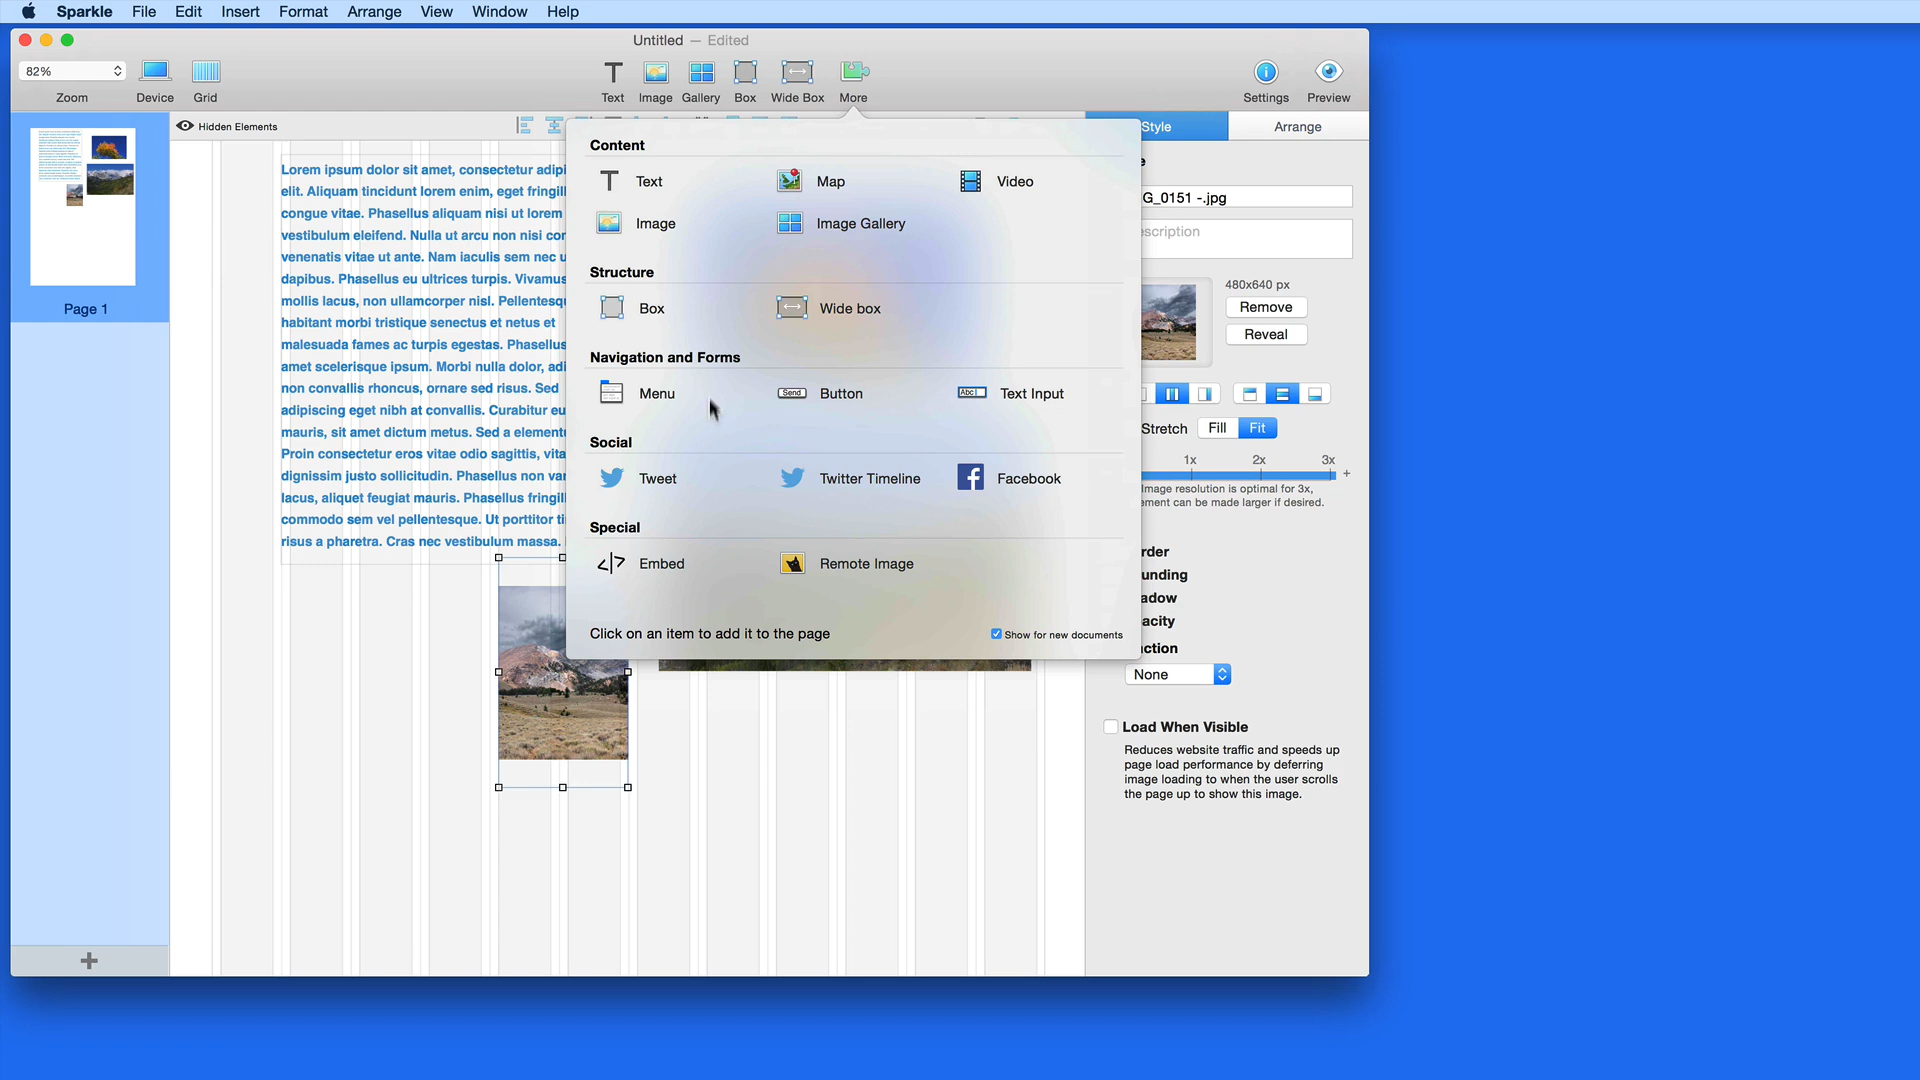 Sparkle File Edit Insert Format Arrange View Window Help
Untitled — Edited
82%
Zoom Device Grid Text Image Gallery Box Wide Box More Settings Preview
Hidden Elements
Style Arrange
Page 1
Lorem ipsum dolor sit amet, consectetur adipi
elit. Aliquam tincidunt lorem enim, eget fringill
congue vitae. Phasellus aliquam nisi ut lorem
vestibulum eleifend. Nulla ut arcu non nisi con
venenatis vitae ut ante. Nam iaculis sem nec u
dapibus. Phasellus eu ultrices turpis. Vivamus
mollis lacus, non ullamcorper nisl. Pellentesqu
habitant morbi tristique senectus et netus et
malesuada fames ac turpis egestas. Phasellus
amet scelerisque ipsum. Morbi nulla dolor, adi
non convallis rhoncus, ornare sed risus. Sed
adipiscing eget nibh at convallis. Curabitur eu
mauris, sit amet dictum metus. Sed a elemente
Proin consectetur eros vitae odio sagittis, vita
dignissim justo sollicitudin. Phasellus non var
lacus, aliquet feugiat mauris. Phasellus fringill
commodo sem vel pellentesque. Ut porttitor ti
risus a pharetra. Cras nec vestibulum massa.
Content
Text Map Video
Image Image Gallery
Structure
Box Wide box
Navigation and Forms
Menu Send Button Abc Text Input
Social
Tweet Twitter Timeline Facebook
Special
Embed Remote Image
Click on an item to add it to the page
Show for new documents
G_0151 -.jpg
escription
480x640 px
Remove
Reveal
Stretch Fill Fit
1x 2x 3x
Image resolution is optimal for 3x,
ement can be made larger if desired.
rder
unding
adow
acity
ction
None
Load When Visible
Reduces website traffic and speeds up
page load performance by deferring
image loading to when the user scrolls
the page up to show this image.